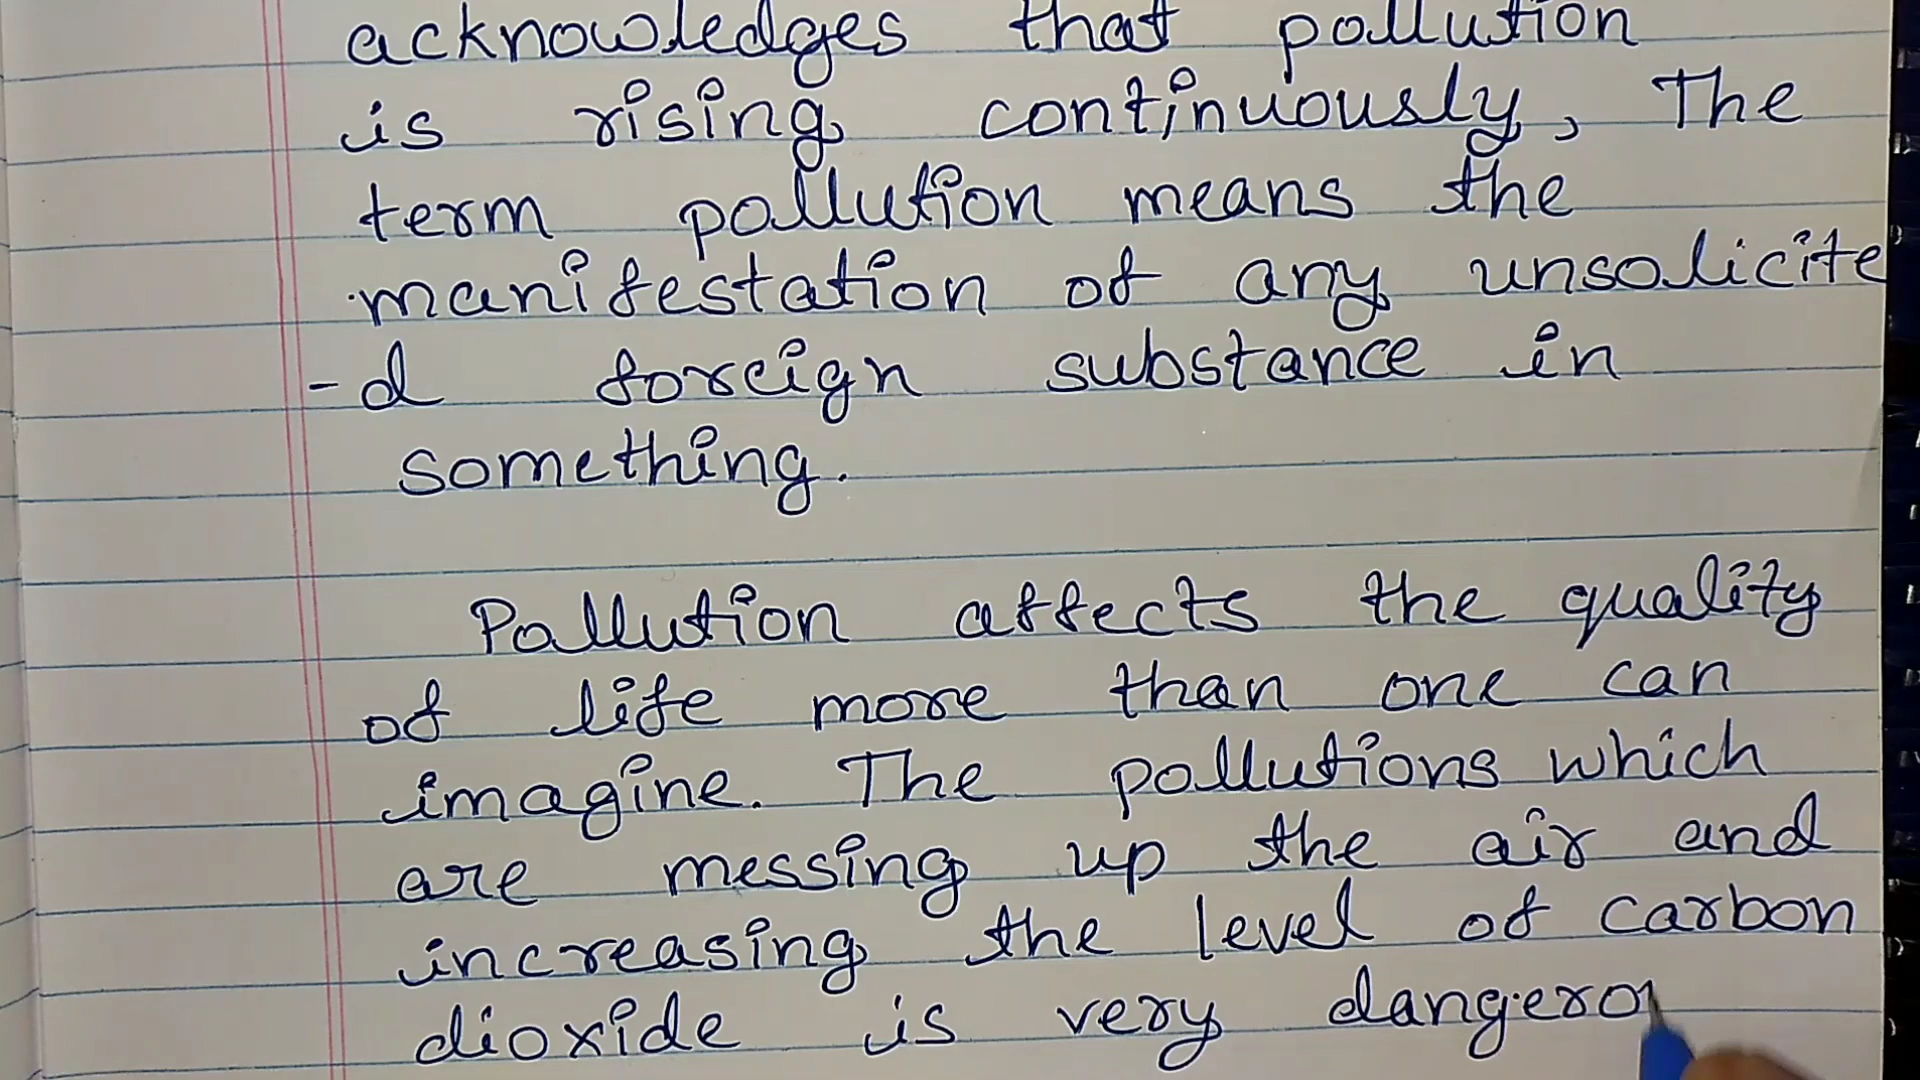 acknowledges that pollution
is rising continuously, The
term pollution means the
manifestation of any unsolicite
-d foreign substance in
something.
Pollution affects the quality
of life more than one can
imagine. The pollutions which
are messing up the air and
increasing the level of carbon
dioxide is very dangero